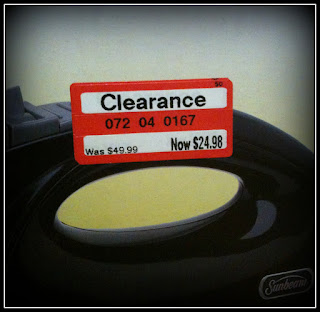 Clearance
072 04 0167
Was $49.99 Now $24.98
Sunbeam